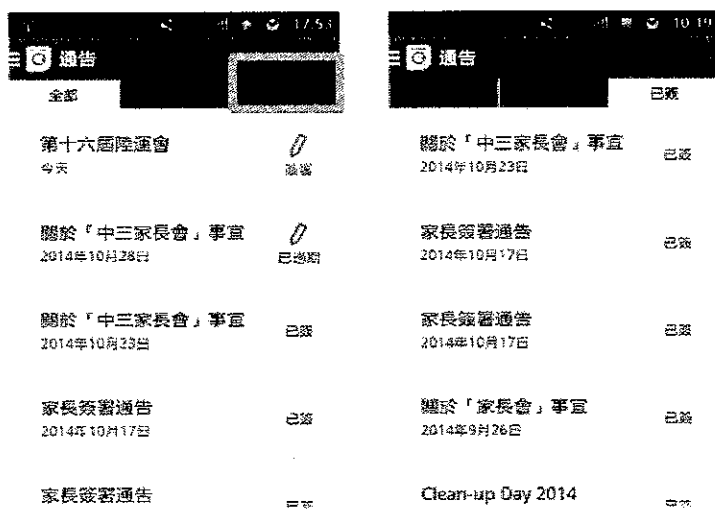 17:53
通告
全部
第十六屆陸運會
今天
簽署
關於「中三家長會」事宜
2014年10月28日
已過期
關於「中三家長會」事宜
2014年10月23日
已簽
家長簽署通告
2014年10月17日
已簽
家長簽署通告
已簽
10:19
通告
已簽
關於「中三家長會」事宜
2014年10月23日
已簽
家長簽署通告
2014年10月17日
已簽
家長簽署通告
2014年10月17日
已簽
關於「家長會」事宜
2014年9月26日
已簽
Clean-up Day 2014
已簽